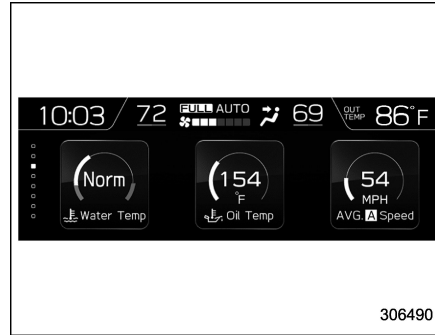 10:03 72 FULL AUTO 69 OUT TEMP 86°F
Norm
Water Temp
154
°F
Oil Temp
54
MPH
AVG. A Speed
306490